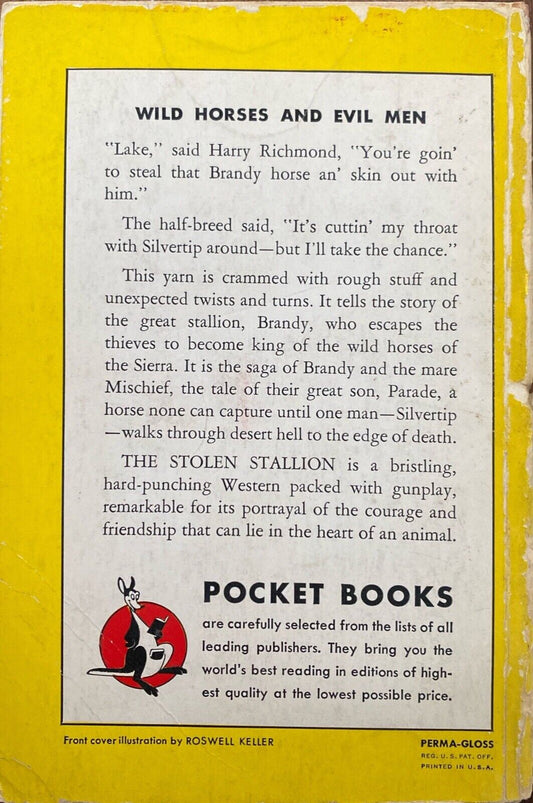 WILD HORSES AND EVIL MEN
"Lake," said Harry Richmond, "You're goin'
to steal that Brandy horse an' skin out with
him."
The half-breed said, "It's cuttin' my throat
with Silvertip around—but I'll take the chance."
This yarn is crammed with rough stuff and
unexpected twists and turns. It tells the story of
the great stallion, Brandy, who escapes the
thieves to become king of the wild horses of
the Sierra. It is the saga of Brandy and the mare
Mischief, the tale of their great son, Parade, a
horse none can capture until one man—Silvertip
—walks through desert hell to the edge of death.
THE STOLEN STALLION is a bristling,
hard-punching Western packed with gunplay,
remarkable for its portrayal of the courage and
friendship that can lie in the heart of an animal.
POCKET BOOKS
are carefully selected from the lists of all
leading publishers. They bring you the
world's best reading in editions of high-
est quality at the lowest possible price.
Front cover illustration by ROSWELL KELLER
PERMA-GLOSS
REG. U. S. PAT. OFF.
PRINTED IN U.S.A.